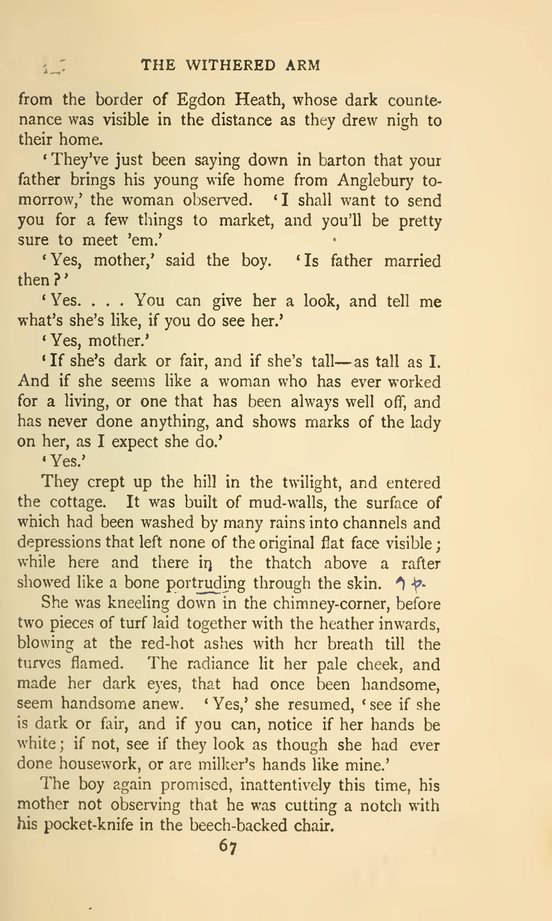 THE WITHERED ARM
from the border of Egdon Heath, whose dark counte-
nance was visible in the distance as they drew nigh to
their home.
‘They've just been saying down in barton that your
father brings his young wife home from Anglebury to-
morrow,’ the woman observed. ‘I shall want to send
you for a few things to market, and you'll be pretty
sure to meet 'em.’
‘Yes, mother,’ said the boy. ‘Is father married
then?’
‘Yes. . . . You can give her a look, and tell me
what's she's like, if you do see her.’
‘Yes, mother.’
‘If she's dark or fair, and if she's tall—as tall as I.
And if she seems like a woman who has ever worked
for a living, or one that has been always well off, and
has never done anything, and shows marks of the lady
on her, as I expect she do.’
‘Yes.’
They crept up the hill in the twilight, and entered
the cottage. It was built of mud-walls, the surface of
which had been washed by many rains into channels and
depressions that left none of the original flat face visible;
while here and there in the thatch above a rafter
showed like a bone portruding through the skin.
She was kneeling down in the chimney-corner, before
two pieces of turf laid together with the heather inwards,
blowing at the red-hot ashes with her breath till the
turves flamed. The radiance lit her pale cheek, and
made her dark eyes, that had once been handsome,
seem handsome anew. ‘Yes,’ she resumed, ‘see if she
is dark or fair, and if you can, notice if her hands be
white; if not, see if they look as though she had ever
done housework, or are milker's hands like mine.’
The boy again promised, inattentively this time, his
mother not observing that he was cutting a notch with
his pocket-knife in the beech-backed chair.
67